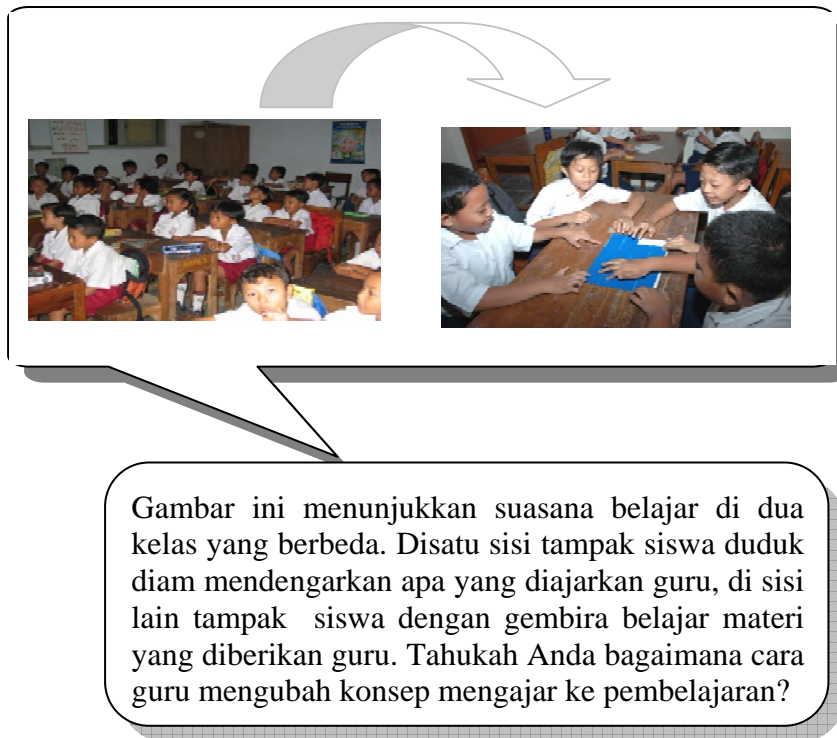 Gambar ini menunjukkan suasana belajar di dua
kelas yang berbeda. Disatu sisi tampak siswa duduk
diam mendengarkan apa yang diajarkan guru, di sisi
lain tampak siswa dengan gembira belajar materi
yang diberikan guru. Tahukah Anda bagaimana cara
guru mengubah konsep mengajar ke pembelajaran?